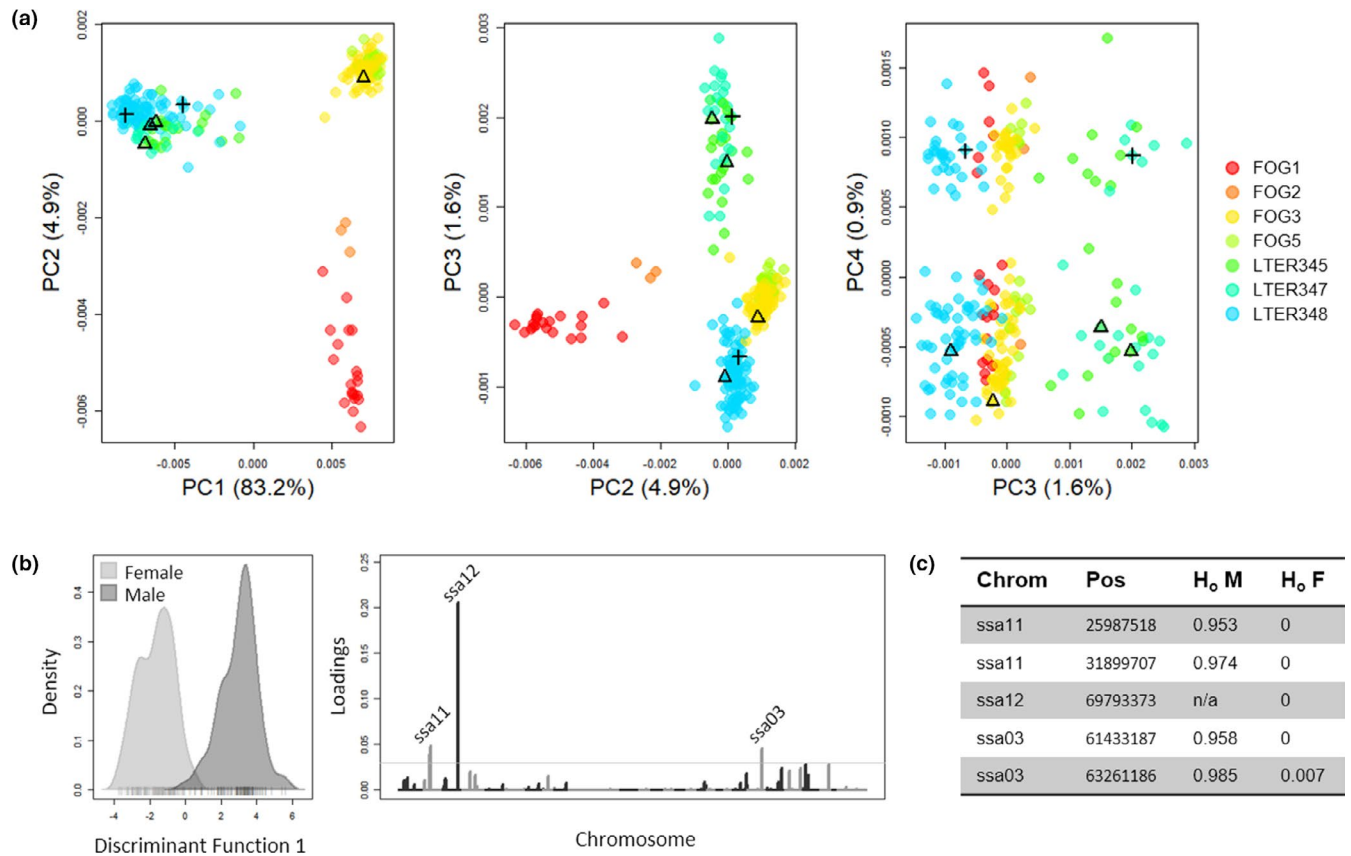 (a)
0.002
0.000
-0.002
-0.004
-0.006
PC2 (4.9%)
-0.005
0.000
0.005
PC1 (83.2%)
0.003
0.002
0.001
0.000
-0.001
PC3 (1.6%)
-0.006
-0.004
-0.002
0.000
0.002
PC2 (4.9%)
0.0015
0.00010
0.0005
0.0000
-0.00005
-0.00010
PC4 (0.9%)
-0.001
0.000
0.001
0.002
0.003
PC3 (1.6%)
FOG1
FOG2
FOG3
FOG5
LTER345
LTER347
LTER348
(b)
Female
Male
Density
0.4
0.3
0.2
0.1
0.0
-4
-2
0
2
4
6
Discriminant Function 1
Loadings
0.25
0.20
0.15
0.10
0.05
0.00
ssa11
ssa12
ssa03
Chromosome
(c)
Chrom Pos Ho M Ho F
ssa11 25987518 0.953 0
ssa11 31899707 0.974 0
ssa12 69793373 n/a 0
ssa03 61433187 0.958 0
ssa03 63261186 0.985 0.007